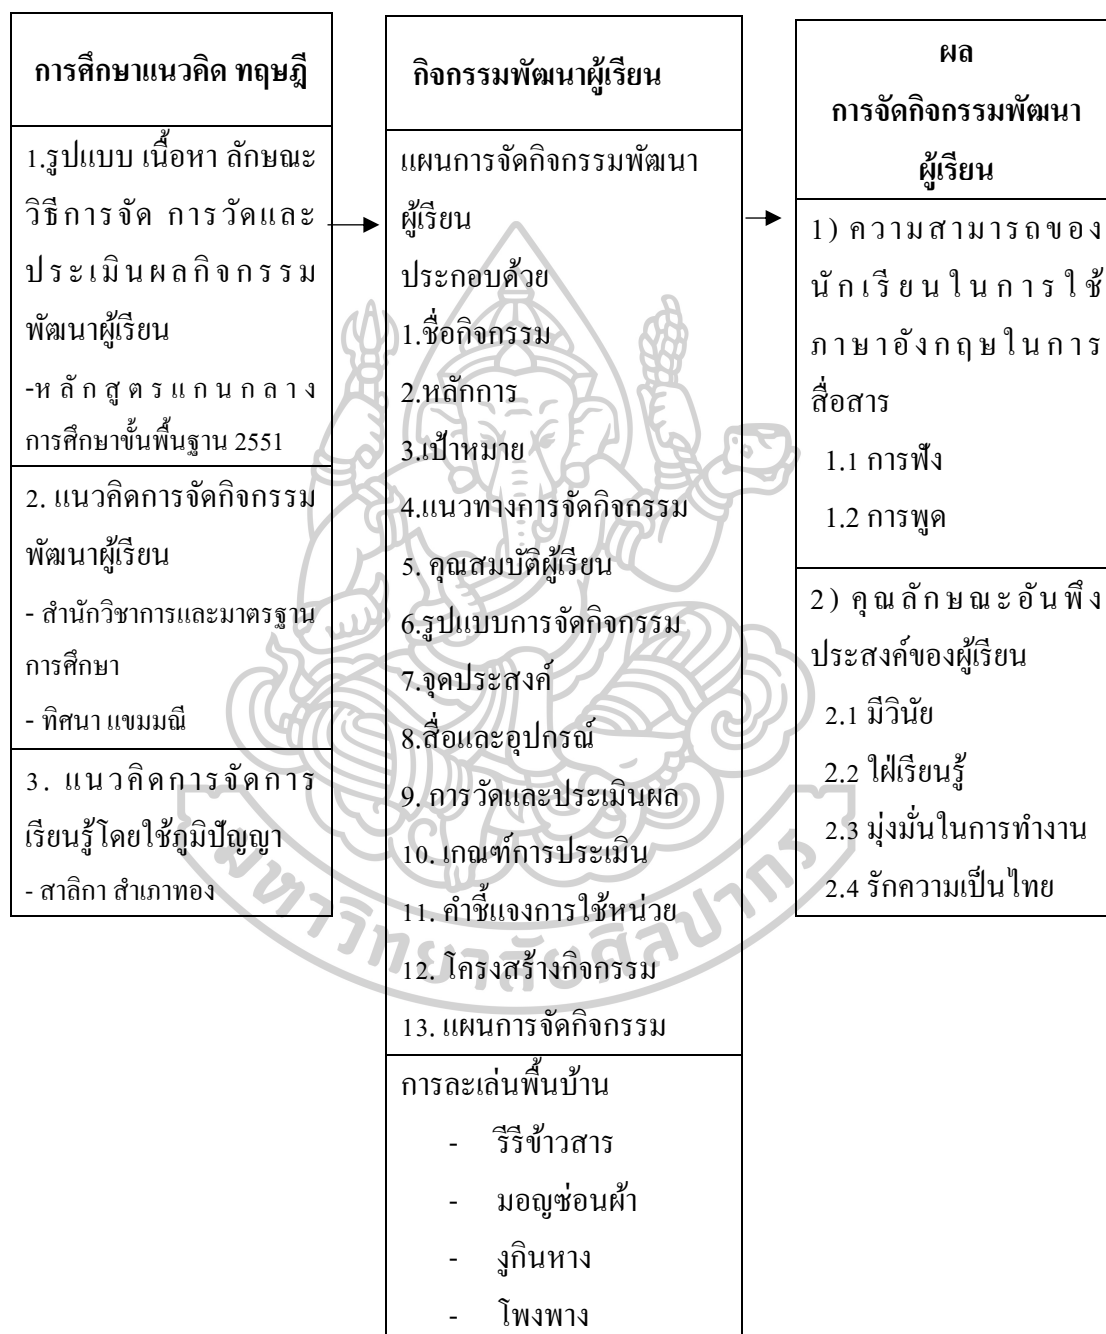 การศึกษาแนวคิด ทฤษฎี
1.รูปแบบ เนื้อหา ลักษณะ
วิธีการจัด การวัดและ
ประเมินผลกิจกรรม
พัฒนาผู้เรียน
-หลักสูตรแกนกลาง
การศึกษาขั้นพื้นฐาน 2551
2. แนวคิดการจัดกิจกรรม
พัฒนาผู้เรียน
- สำนักวิชาการและมาตรฐาน
การศึกษา
- ทิศนา แขมมณี
3. แนวคิดการจัดการ
เรียนรู้โดยใช้ภูมิปัญญา
- สาลิกา สำเภาทอง
กิจกรรมพัฒนาผู้เรียน
แผนการจัดกิจกรรมพัฒนา
ผู้เรียน
ประกอบด้วย
1.ชื่อกิจกรรม
2.หลักการ
3.เป้าหมาย
4.แนวทางการจัดกิจกรรม
5. คุณสมบัติผู้เรียน
6.รูปแบบการจัดกิจกรรม
7.จุดประสงค์
8.สื่อและอุปกรณ์
9. การวัดและประเมินผล
10. เกณฑ์การประเมิน
11. คำชี้แจงการใช้หน่วย
12. โครงสร้างกิจกรรม
13. แผนการจัดกิจกรรม
การละเล่นพื้นบ้าน
- รีรีข้าวสาร
- มอญซ่อนผ้า
- งูกินหาง
- โพงพาง
ผล
การจัดกิจกรรมพัฒนา
ผู้เรียน
1) ความสามารถของ
นักเรียนในการใช้
ภาษาอังกฤษในการ
สื่อสาร
1.1 การฟัง
1.2 การพูด
2) คุณลักษณะอันพึง
ประสงค์ของผู้เรียน
2.1 มีวินัย
2.2 ใฝ่เรียนรู้
2.3 มุ่งมั่นในการทำงาน
2.4 รักความเป็นไทย
มหาวิทยาลัยศิลปากร